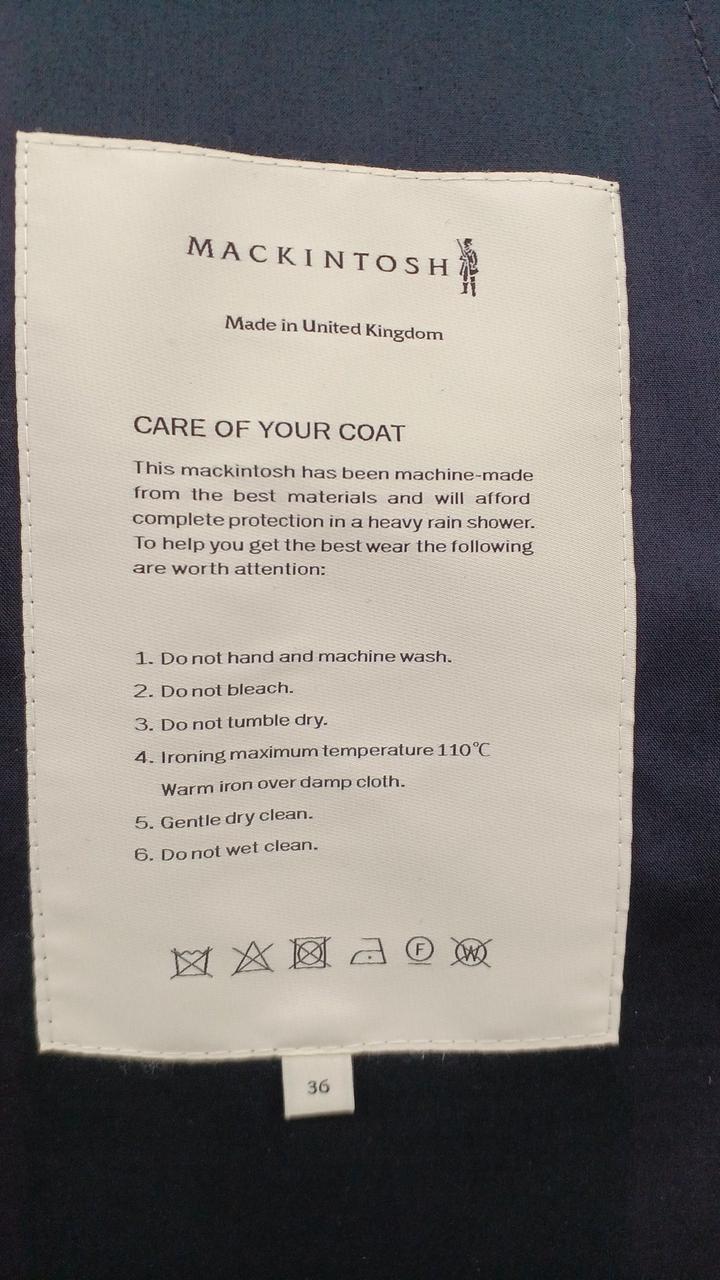 MACKINTOSH
Made in United Kingdom
CARE OF YOUR COAT
This mackintosh has been machine-made
from the best materials and will afford
complete protection in a heavy rain shower.
To help you get the best wear the following
are worth attention:
1. Do not hand and machine wash.
2. Do not bleach.
3. Do not tumble dry.
4. Ironing maximum temperature 110℃
Warm iron over damp cloth.
5. Gentle dry clean.
6. Do not wet clean.
F W
36